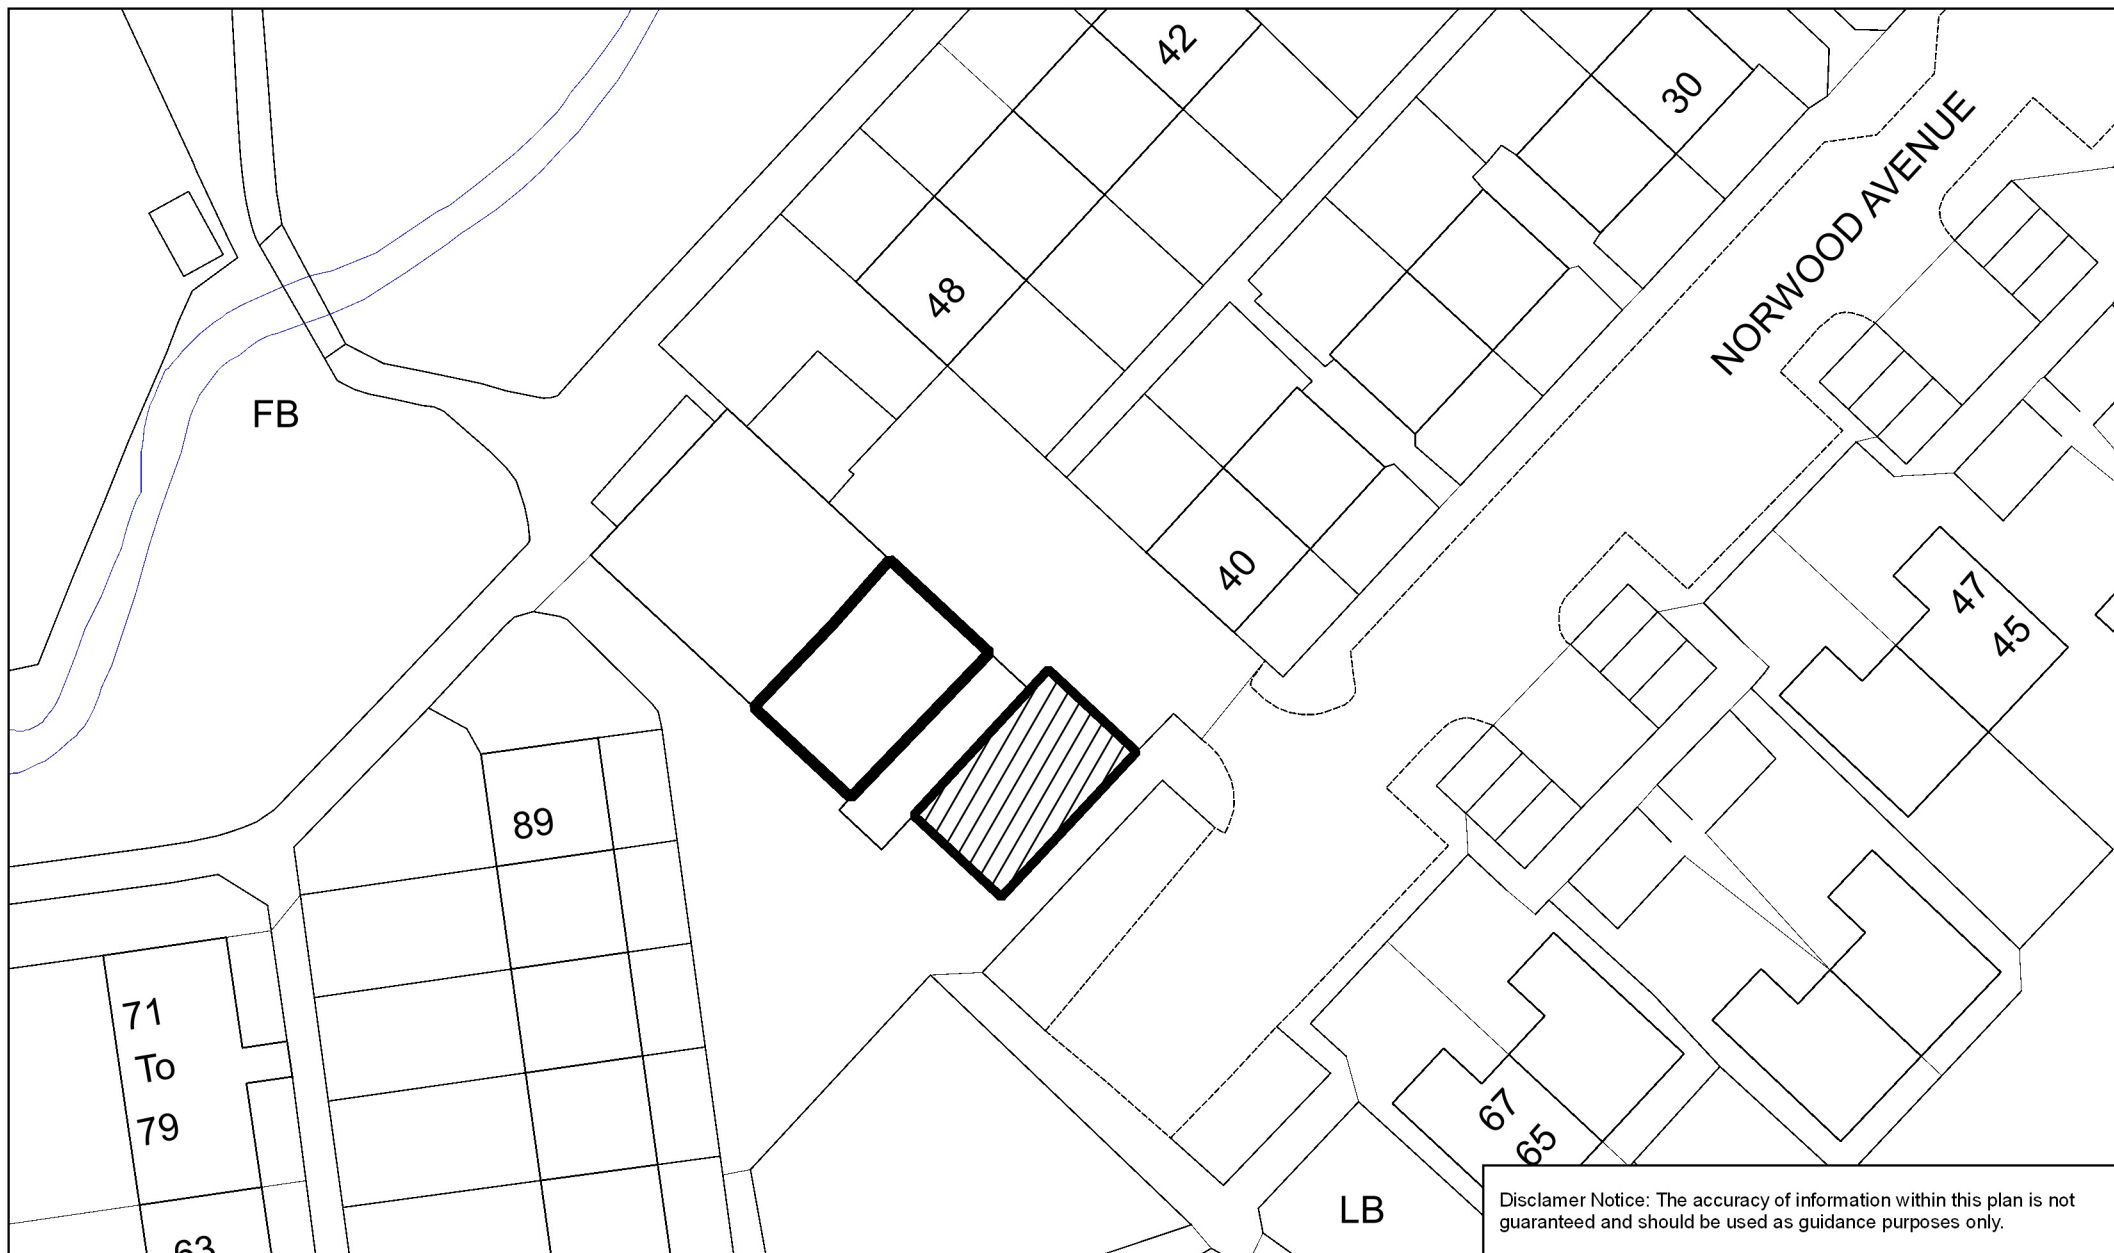 42
30
NORWOOD AVENUE
48
FB
40
47
45
89
71
To
79
67
65
63
LB
Disclamer Notice: The accuracy of information within this plan is not
guaranteed and should be used as guidance purposes only.